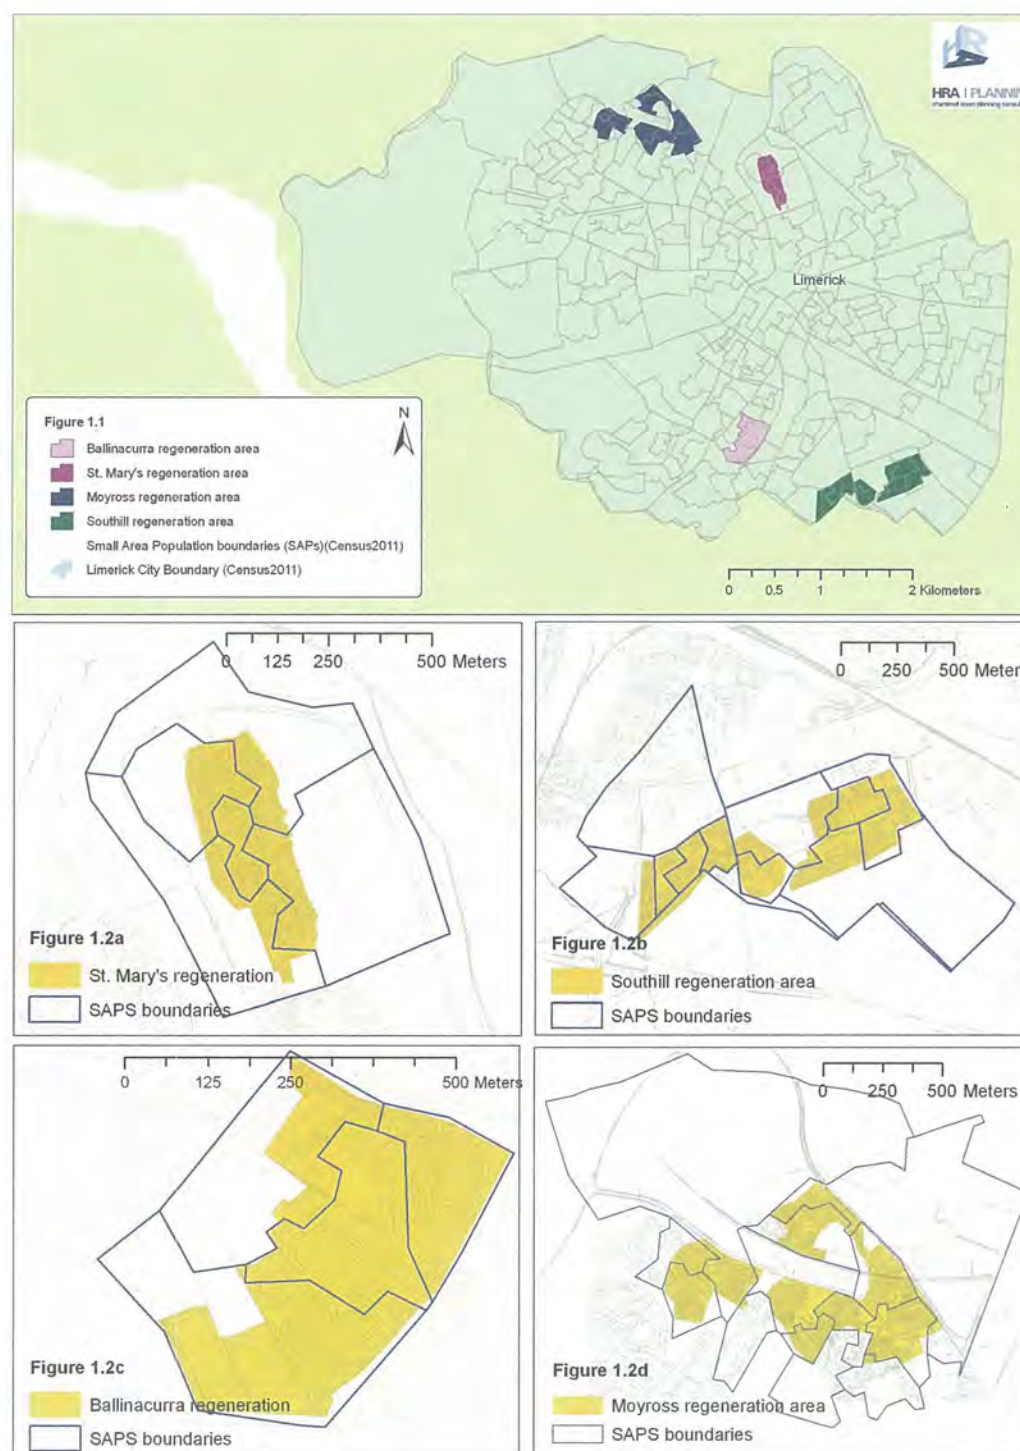 HR
HRA | PLANNING
Limerick
Figure 1.1
N
Ballinacurra regeneration area
St. Mary's regeneration area
Moyross regeneration area
Southill regeneration area
Small Area Population boundaries (SAPs)(Census2011)
Limerick City Boundary (Census2011)
0 0.5 1 2 Kilometers
0 125 250 500 Meters
Figure 1.2a
St. Mary's regeneration
SAPS boundaries
0 250 500 Meters
Figure 1.2b
Southill regeneration area
SAPS boundaries
0 125 250 500 Meters
Figure 1.2c
Ballinacurra regeneration
SAPS boundaries
0 250 500 Meters
Figure 1.2d
Moyross regeneration area
SAPS boundaries